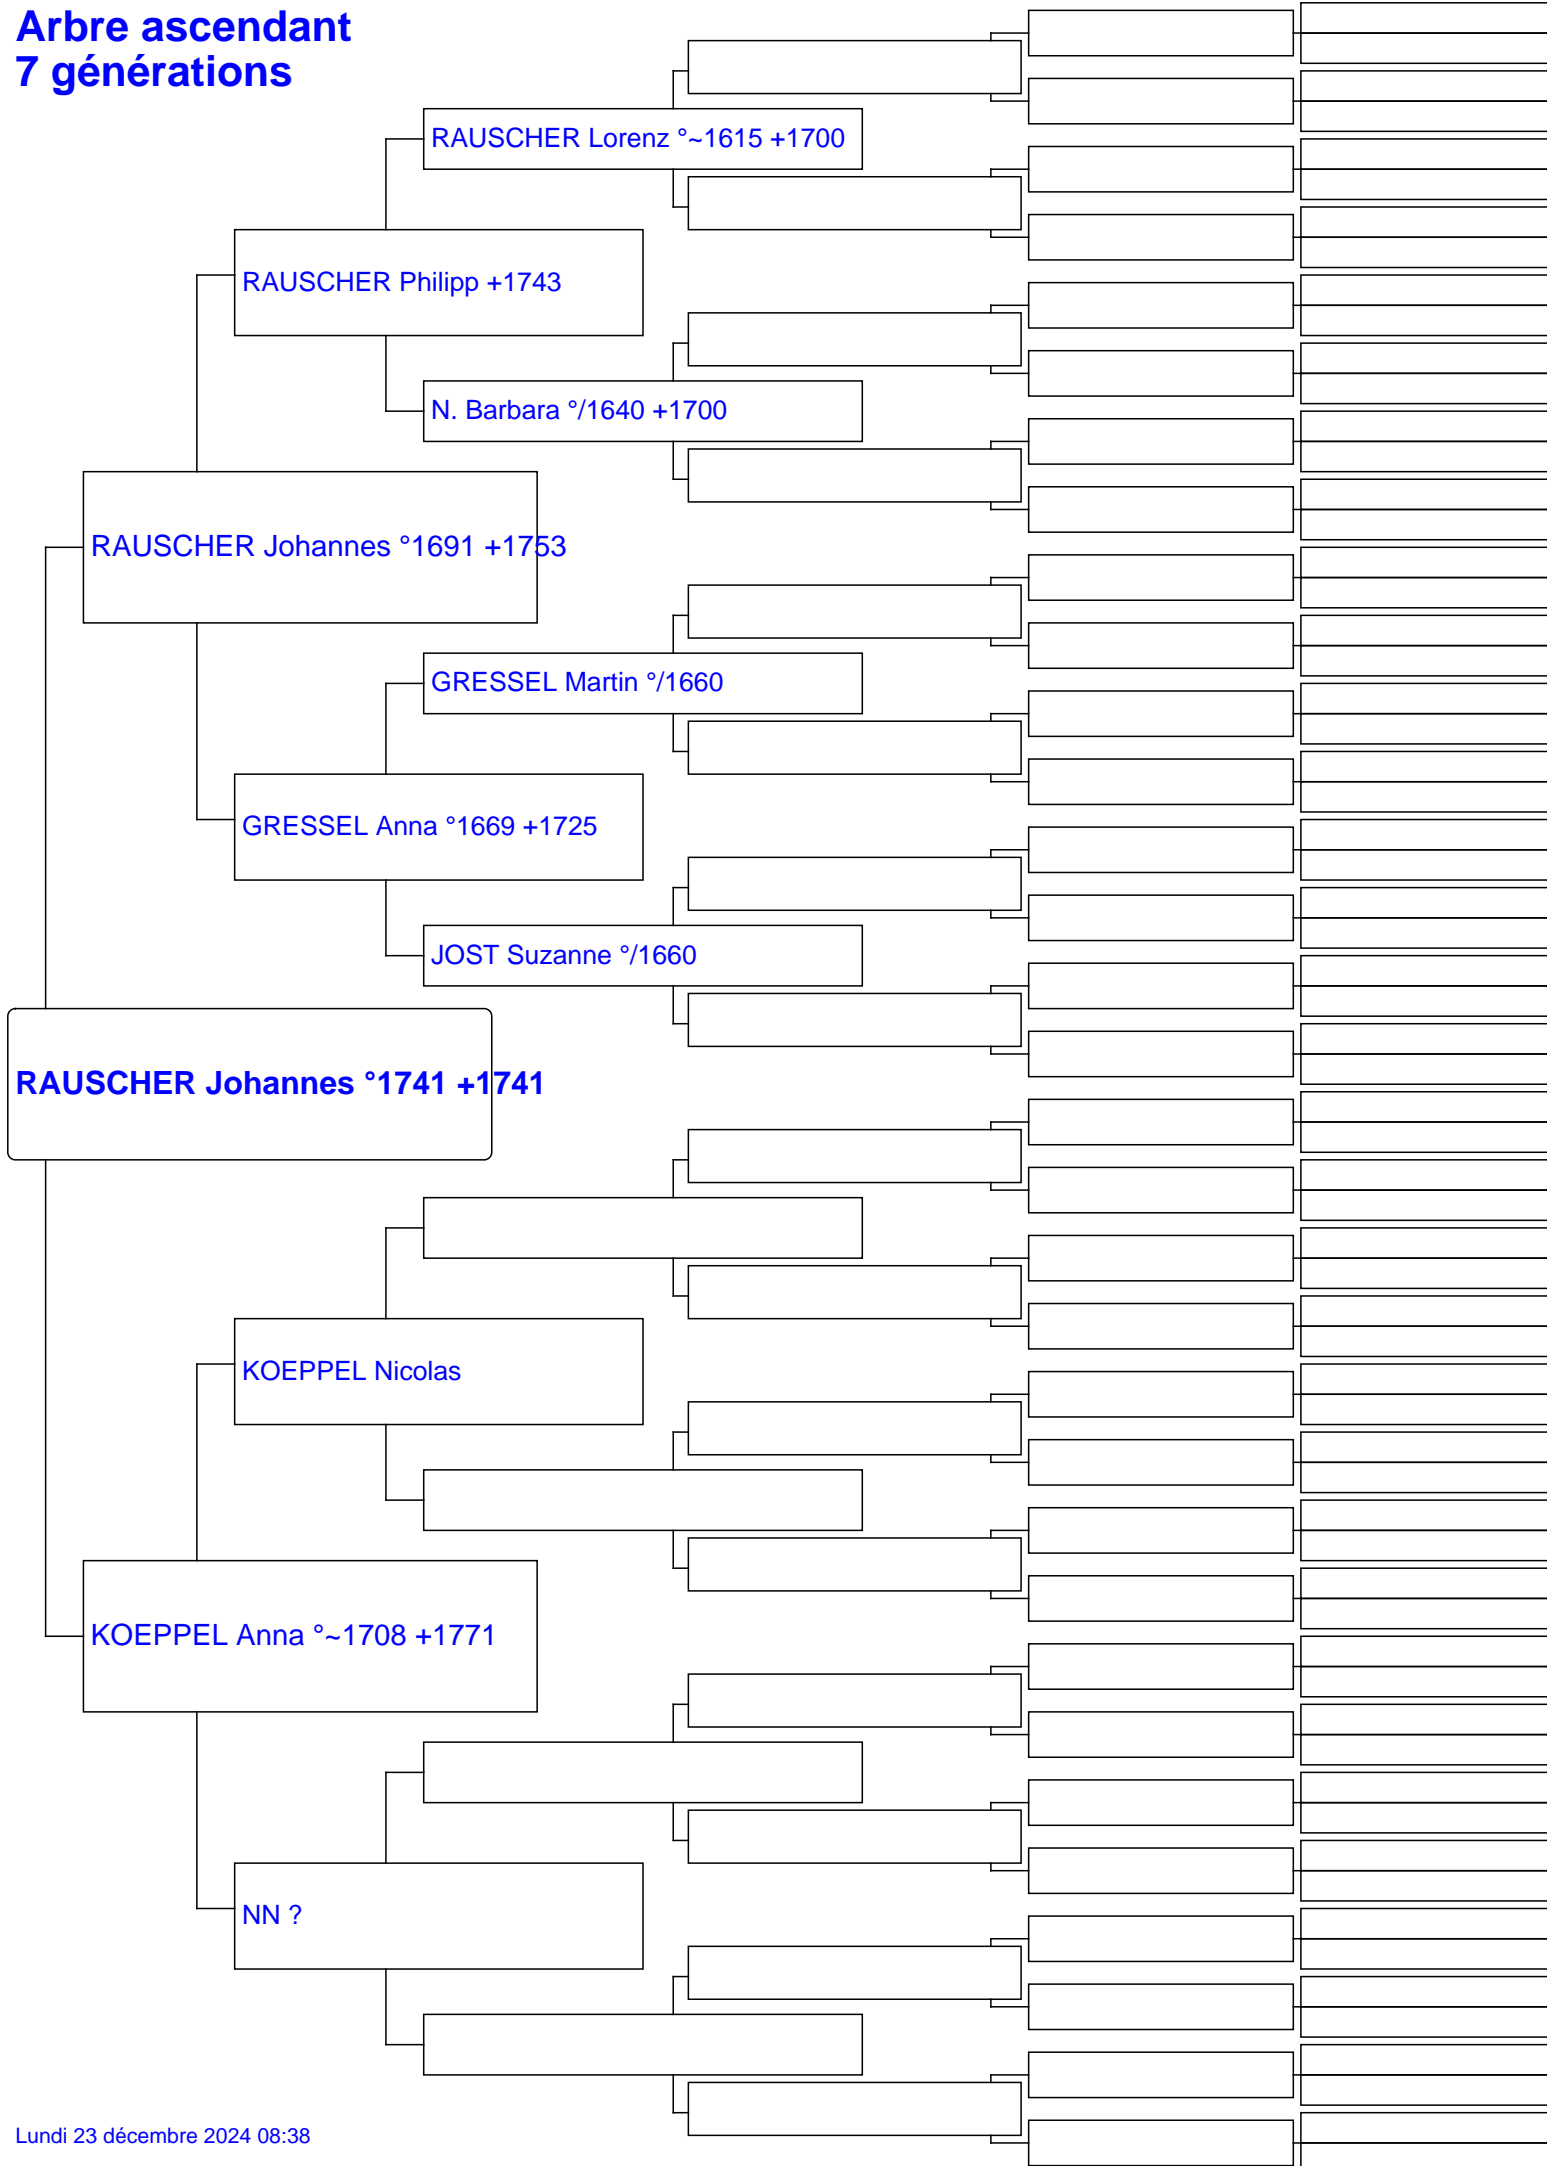 Arbre ascendant
7 générations
RAUSCHER Lorenz °~1615 +1700
RAUSCHER Philipp +1743
N. Barbara °/1640 +1700
RAUSCHER Johannes °1691 +1753
GRESSEL Martin °/1660
GRESSEL Anna °1669 +1725
JOST Suzanne °/1660
RAUSCHER Johannes °1741 +1741
KOEPPEL Nicolas
KOEPPEL Anna °~1708 +1771
NN ?
Lundi 23 décembre 2024 08:38